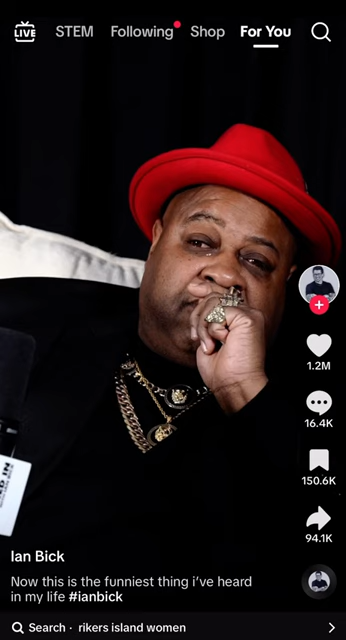 LIVE STEM Following Shop For You
1.2M
16.4K
150.6K
94.1K
Ian Bick
Now this is the funniest thing i've heard
in my life #ianbick
Search · rikers island women